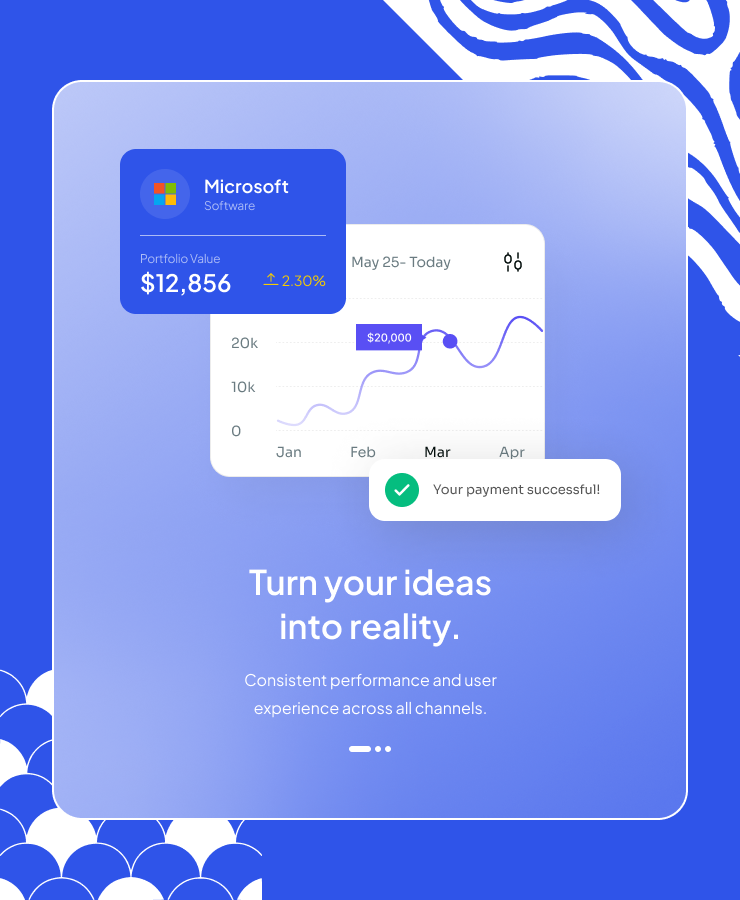 Microsoft
Software
Portfolio Value
$12,856
2.30%
May 25- Today
$20,000
20k
10k
0
Jan
Feb
Mar
Apr
Your payment successful!
Turn your ideas
into reality.
Consistent performance and user
experience across all channels.